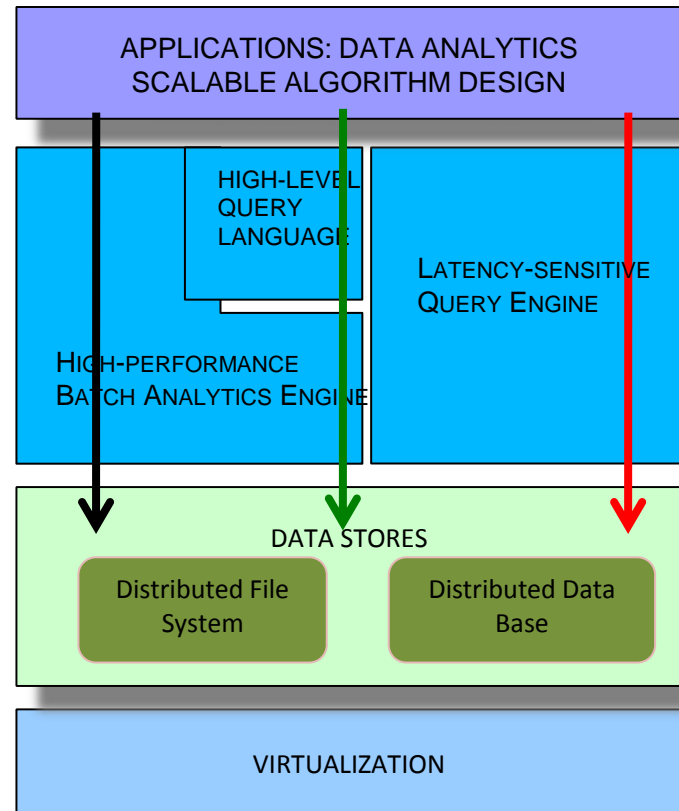 APPLICATIONS: DATA ANALYTICS
SCALABLE ALGORITHM DESIGN
HIGH-LEVEL
QUERY
LANGUAGE
LATENCY-SENSITIVE
QUERY ENGINE
HIGH-PERFORMANCE
BATCH ANALYTICS ENGINE
DATA STORES
Distributed File
System
Distributed Data
Base
VIRTUALIZATION